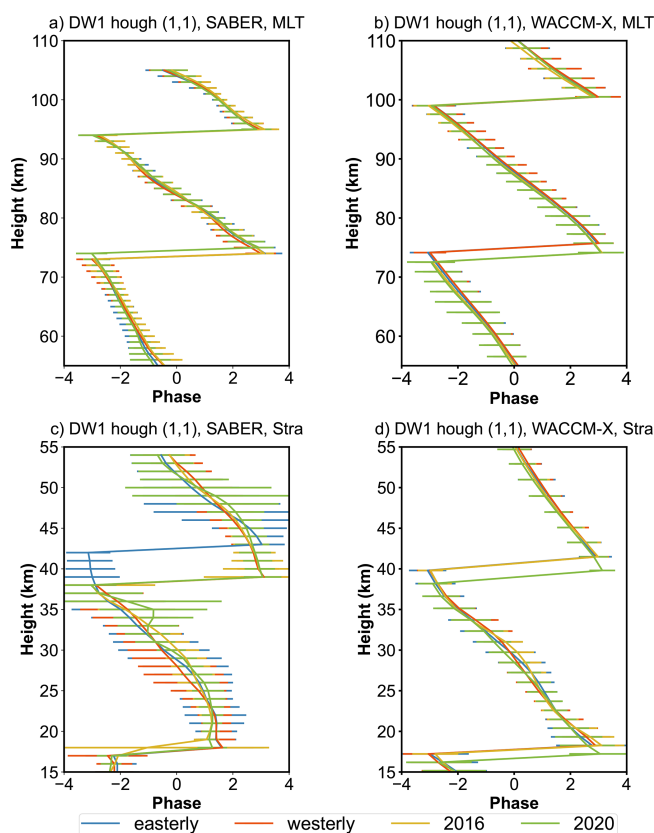 a) DW1 hough (1,1), SABER, MLT
110
100
90
80
70
60
Height (km)
−4 −2 0 2 4
Phase
b) DW1 hough (1,1), WACCM-X, MLT
110
100
90
80
70
60
Height (km)
−4 −2 0 2 4
Phase
c) DW1 hough (1,1), SABER, Stra
55
50
45
40
35
30
25
20
15
Height (km)
−4 −2 0 2 4
Phase
d) DW1 hough (1,1), WACCM-X, Stra
55
50
45
40
35
30
25
20
15
Height (km)
−4 −2 0 2 4
Phase
easterly westerly 2016 2020